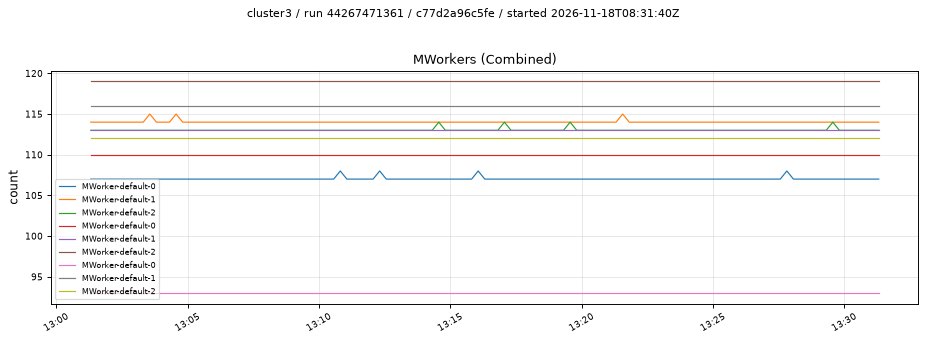 cluster3 / run 44267471361 / c77d2a96c5fe / started 2026-11-18T08:31:40Z
MWorkers (Combined)
120
115
110
105
100
95
count
MWorker-default-0
MWorker-default-1
MWorker-default-2
MWorker-default-0
MWorker-default-1
MWorker-default-2
MWorker-default-0
MWorker-default-1
MWorker-default-2
13:00
13:05
13:10
13:15
13:20
13:25
13:30